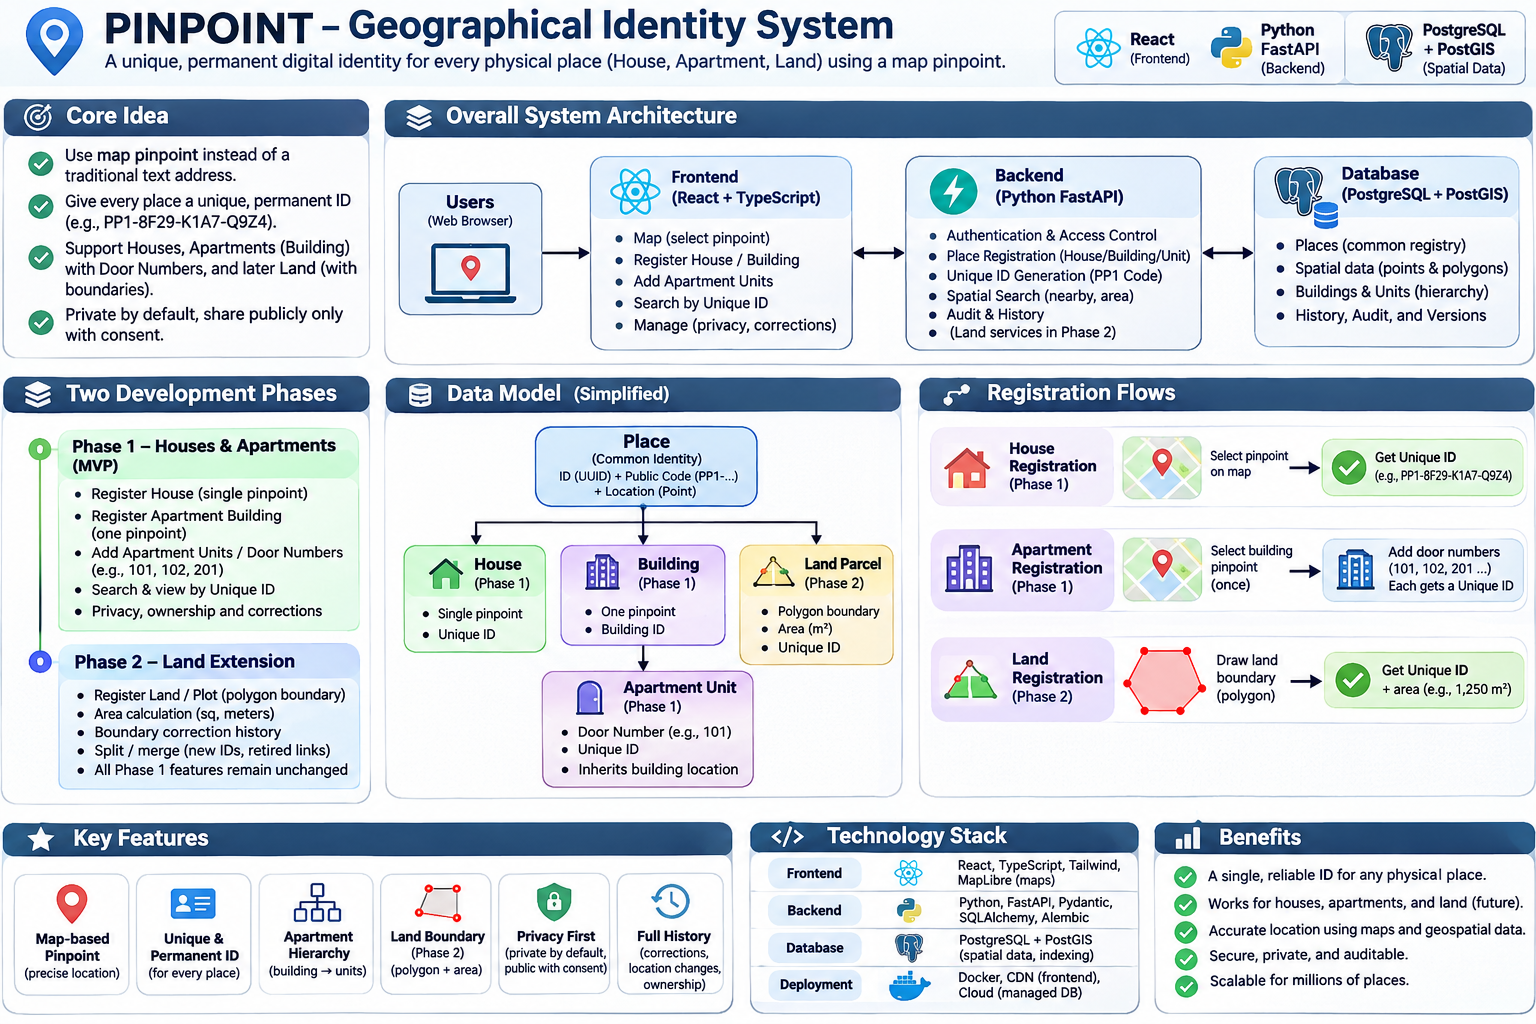 PINPOINT – Geographical Identity System
A unique, permanent digital identity for every physical place (House, Apartment, Land) using a map pinpoint.
React
(Frontend)
Python
FastAPI
(Backend)
PostgreSQL
+ PostGIS
(Spatial Data)
Core Idea
Use map pinpoint instead of a
traditional text address.
Give every place a unique, permanent ID
(e.g., PP1-8F29-K1A7-Q9Z4).
Support Houses, Apartments (Building)
with Door Numbers, and later Land (with
boundaries).
Private by default, share publicly only
with consent.
Overall System Architecture
Users
(Web Browser)
Frontend
(React + TypeScript)
• Map (select pinpoint)
• Register House / Building
• Add Apartment Units
• Search by Unique ID
• Manage (privacy, corrections)
Backend
(Python FastAPI)
• Authentication & Access Control
• Place Registration (House/Building/Unit)
• Unique ID Generation (PP1 Code)
• Spatial Search (nearby, area)
• Audit & History
• (Land services in Phase 2)
Database
(PostgreSQL + PostGIS)
• Places (common registry)
• Spatial data (points & polygons)
• Buildings & Units (hierarchy)
• History, Audit, and Versions
Two Development Phases
Phase 1 – Houses & Apartments
(MVP)
• Register House (single pinpoint)
• Register Apartment Building
(one pinpoint)
• Add Apartment Units / Door Numbers
(e.g., 101, 102, 201)
• Search & view by Unique ID
• Privacy, ownership and corrections
Phase 2 – Land Extension
• Register Land / Plot (polygon boundary)
• Area calculation (sq, meters)
• Boundary correction history
• Split / merge (new IDs, retired links)
• All Phase 1 features remain unchanged
Data Model (Simplified)
Place
(Common Identity)
ID (UUID) + Public Code (PP1-...)
+ Location (Point)
House
(Phase 1)
• Single pinpoint
• Unique ID
Building
(Phase 1)
• One pinpoint
• Building ID
Land Parcel
(Phase 2)
• Polygon boundary
• Area (m²)
• Unique ID
Apartment Unit
(Phase 1)
• Door Number (e.g., 101)
• Unique ID
• Inherits building location
Registration Flows
House
Registration
(Phase 1)
Select pinpoint
on map
Get Unique ID
(e.g., PP1-8F29-K1A7-Q9Z4)
Apartment
Registration
(Phase 1)
Select building
pinpoint
(once)
Add door numbers
(101, 102, 201 ...)
Each gets a Unique ID
Land
Registration
(Phase 2)
Draw land
boundary
(polygon)
Get Unique ID
+ area (e.g., 1,250 m²)
Key Features
Map-based
Pinpoint
(precise location)
Unique &
Permanent ID
(for every place)
Apartment
Hierarchy
(building → units)
Land Boundary
(Phase 2)
(polygon + area)
Privacy First
(private by default,
public with consent)
Full History
(corrections,
location changes,
ownership)
Technology Stack
Frontend
React, TypeScript, Tailwind,
MapLibre (maps)
Backend
Python, FastAPI, Pydantic,
SQLAlchemy, Alembic
Database
PostgreSQL + PostGIS
(spatial data, indexing)
Deployment
Docker, CDN (frontend),
Cloud (managed DB)
Benefits
A single, reliable ID for any physical place.
Works for houses, apartments, and land (future).
Accurate location using maps and geospatial data.
Secure, private, and auditable.
Scalable for millions of places.